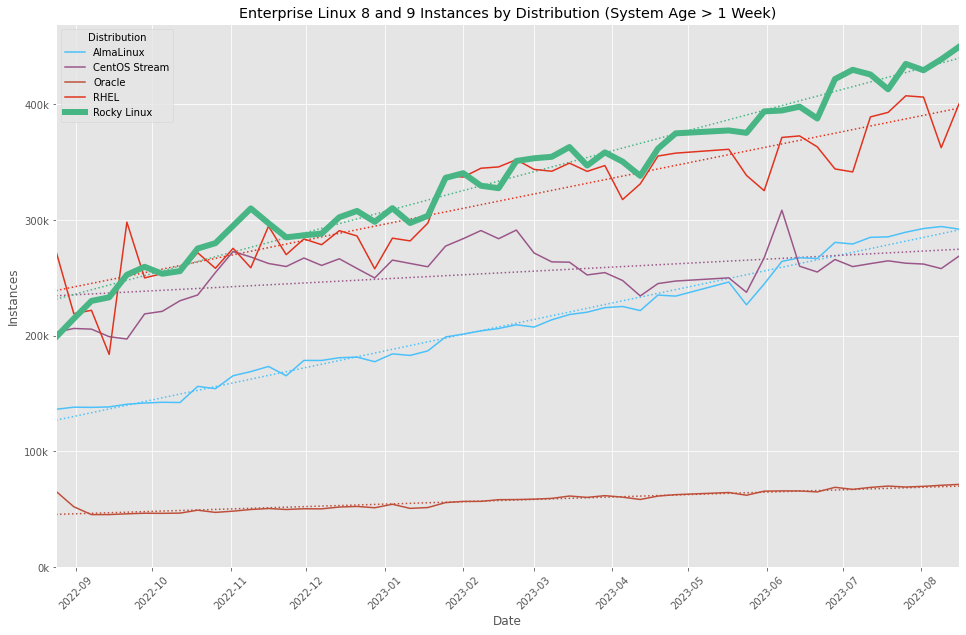 Enterprise Linux 8 and 9 Instances by Distribution (System Age > 1 Week)
Distribution
AlmaLinux
CentOS Stream
Oracle
RHEL
Rocky Linux
400k
300k
200k
100k
0k
Instances
2022-09
2022-10
2022-11
2022-12
2023-01
2023-02
2023-03
2023-04
2023-05
2023-06
2023-07
2023-08
Date